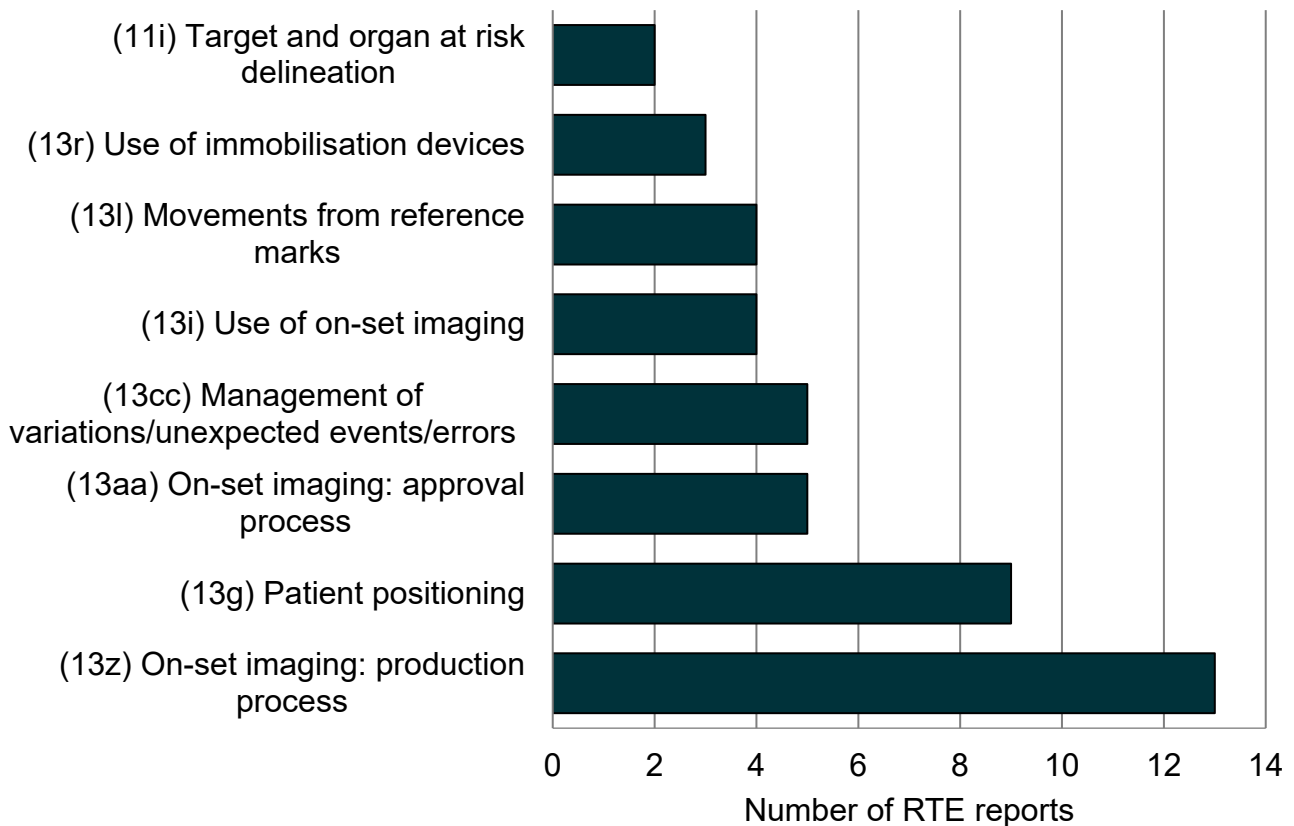 (11i) Target and organ at risk
delineation
(13r) Use of immobilisation devices
(13l) Movements from reference
marks
(13i) Use of on-set imaging
(13cc) Management of
variations/unexpected events/errors
(13aa) On-set imaging: approval
process
(13g) Patient positioning
(13z) On-set imaging: production
process
0 2 4 6 8 10 12 14
Number of RTE reports